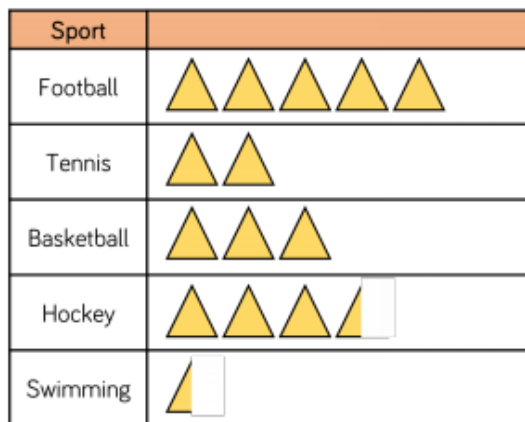 Sport
Football
Tennis
Basketball
Hockey
Swimming